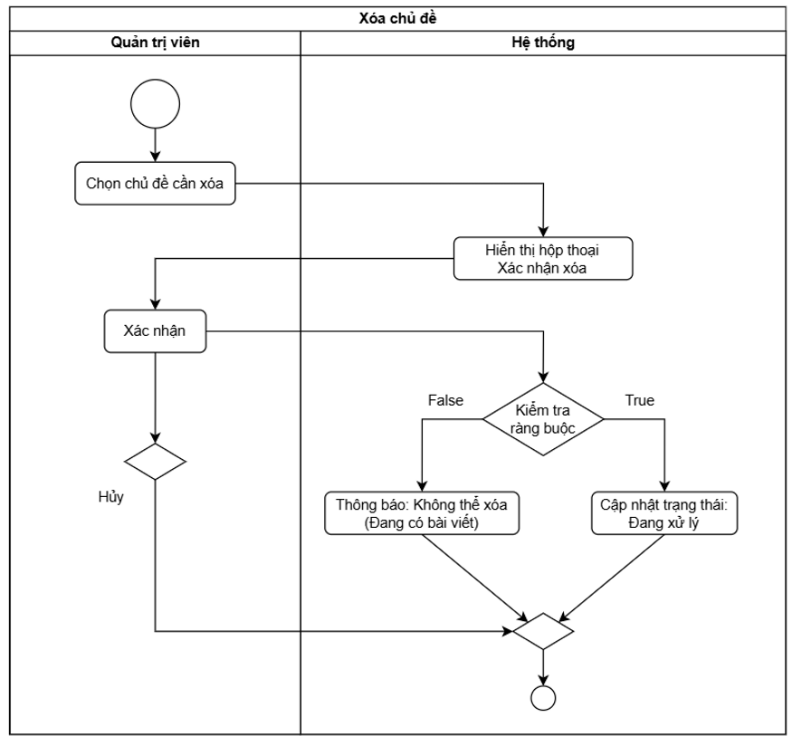 Xóa chủ đề
Quản trị viên
Hệ thống
Chọn chủ đề cần xóa
Hiển thị hộp thoại
Xác nhận xóa
Xác nhận
False
Kiểm tra
ràng buộc
True
Hủy
Thông báo: Không thể xóa
(Đang có bài viết)
Cập nhật trạng thái:
Đang xử lý